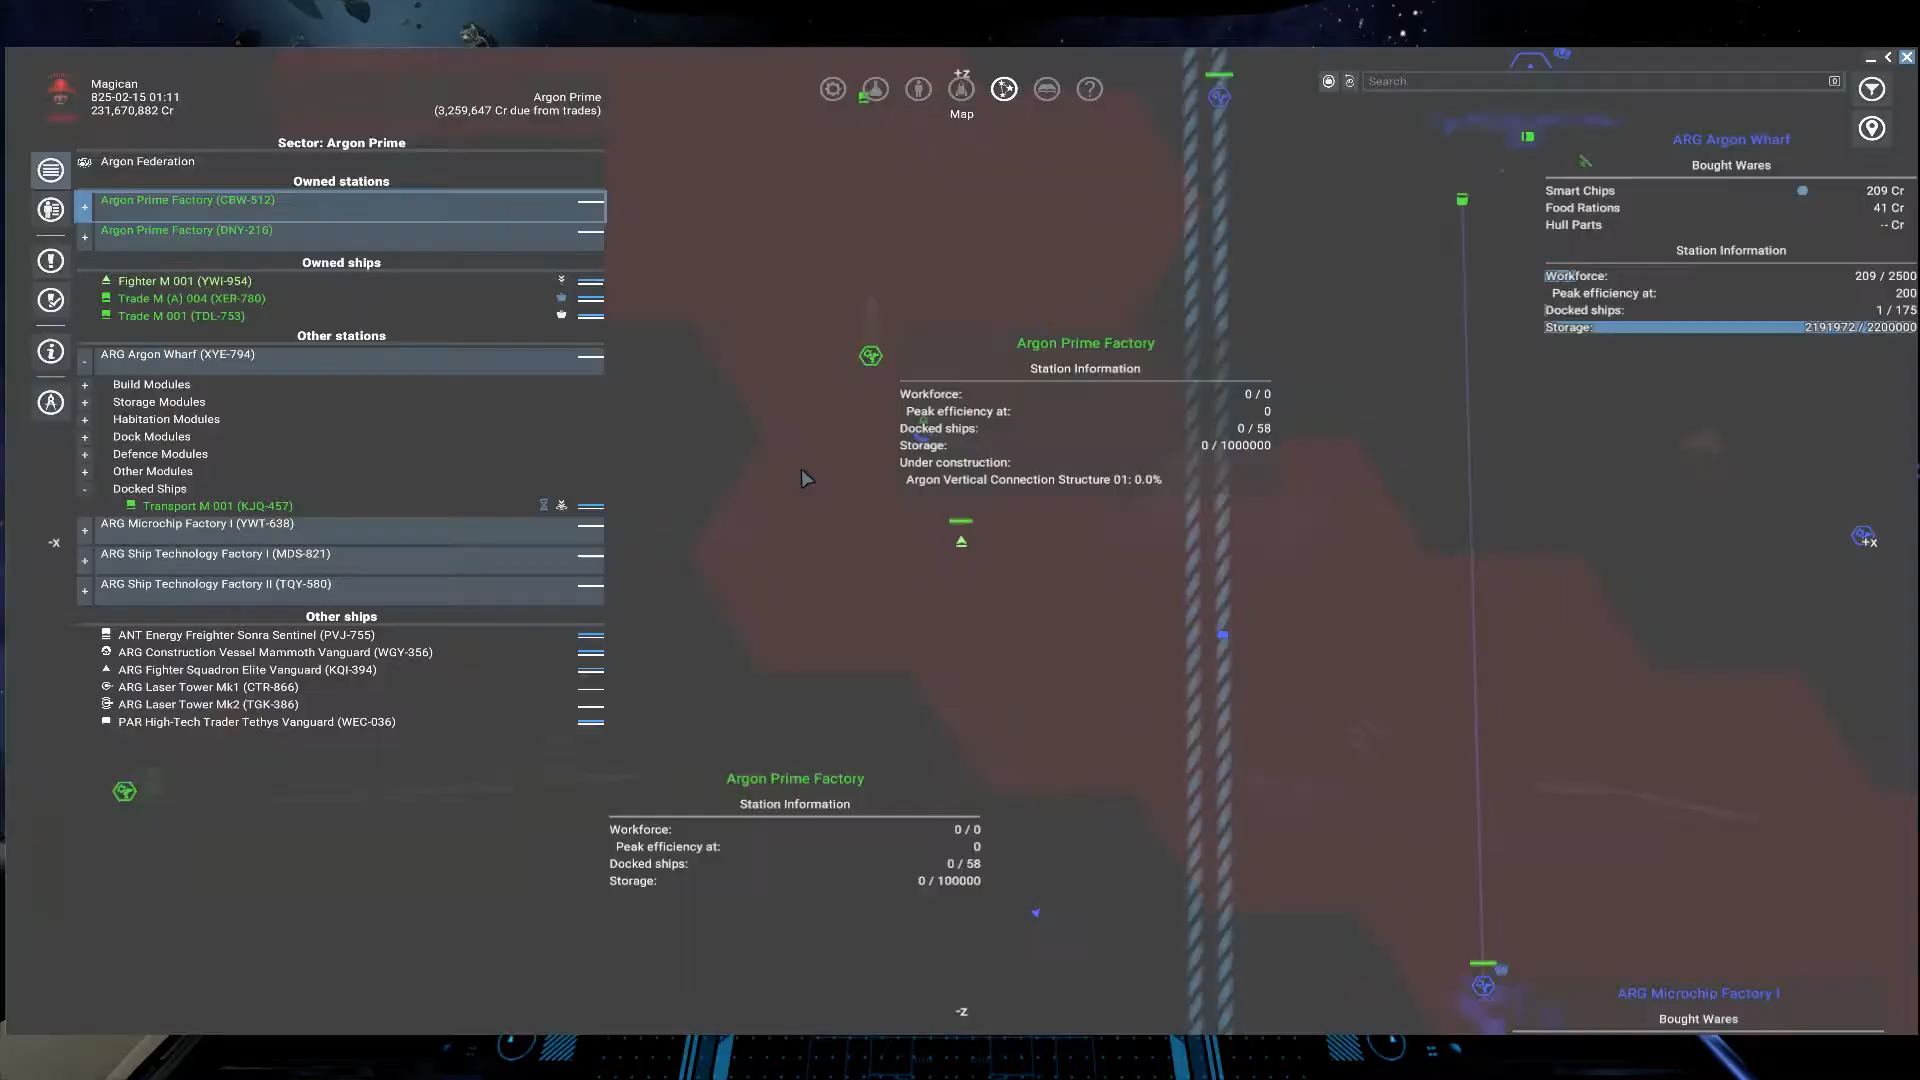 Magican
825-02-15 01:11
231,670,882 Cr
Argon Prime
(3,259,647 Cr due from trades)
+Z
Map
Search...
Sector: Argon Prime
Argon Federation
Owned stations
+ Argon Prime Factory (CBW-512)
+ Argon Prime Factory (DNY-216)
Owned ships
Fighter M 001 (YWI-954)
Trade M (A) 004 (XER-780)
Trade M 001 (TDL-753)
Other stations
- ARG Argon Wharf (XYE-794)
+ Build Modules
+ Storage Modules
+ Habitation Modules
+ Dock Modules
+ Defence Modules
+ Other Modules
- Docked Ships
Transport M 001 (KJQ-457)
+ ARG Microchip Factory I (YWT-638)
+ ARG Ship Technology Factory I (MDS-821)
+ ARG Ship Technology Factory II (TQY-580)
Other ships
ANT Energy Freighter Sonra Sentinel (PVJ-755)
ARG Construction Vessel Mammoth Vanguard (WGY-356)
ARG Fighter Squadron Elite Vanguard (KQI-394)
ARG Laser Tower Mk1 (CTR-866)
ARG Laser Tower Mk2 (TGK-386)
PAR High-Tech Trader Tethys Vanguard (WEC-036)
-X
Argon Prime Factory
Station Information
Workforce: 0 / 0
Peak efficiency at: 0
Docked ships: 0 / 58
Storage: 0 / 1000000
Under construction:
Argon Vertical Connection Structure 01: 0.0%
Argon Prime Factory
Station Information
Workforce: 0 / 0
Peak efficiency at: 0
Docked ships: 0 / 58
Storage: 0 / 100000
-Z
ARG Argon Wharf
Bought Wares
Smart Chips 209 Cr
Food Rations 41 Cr
Hull Parts -- Cr
Station Information
Workforce: 209 / 2500
Peak efficiency at: 200
Docked ships: 1 / 175
Storage: 2191972 / 2200000
+X
ARG Microchip Factory I
Bought Wares